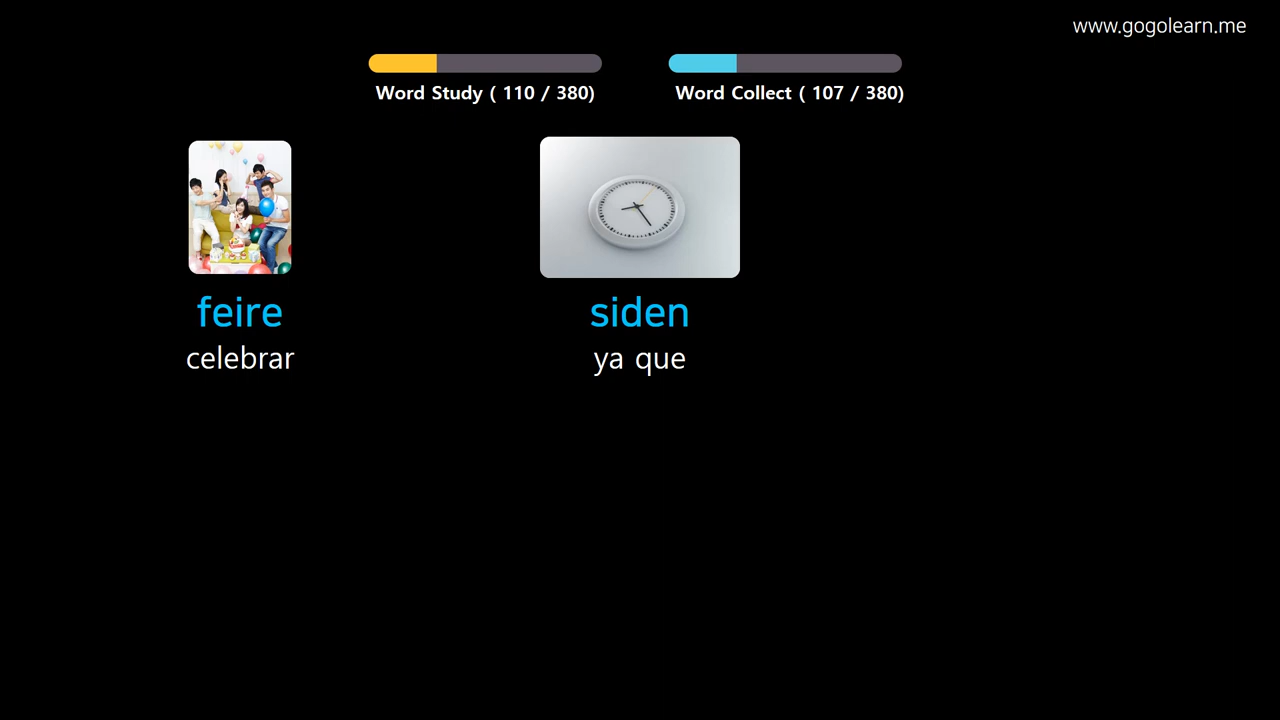 www.gogolearn.me
Word Study ( 110 / 380)
Word Collect ( 107 / 380)
feire
celebrar
siden
ya que